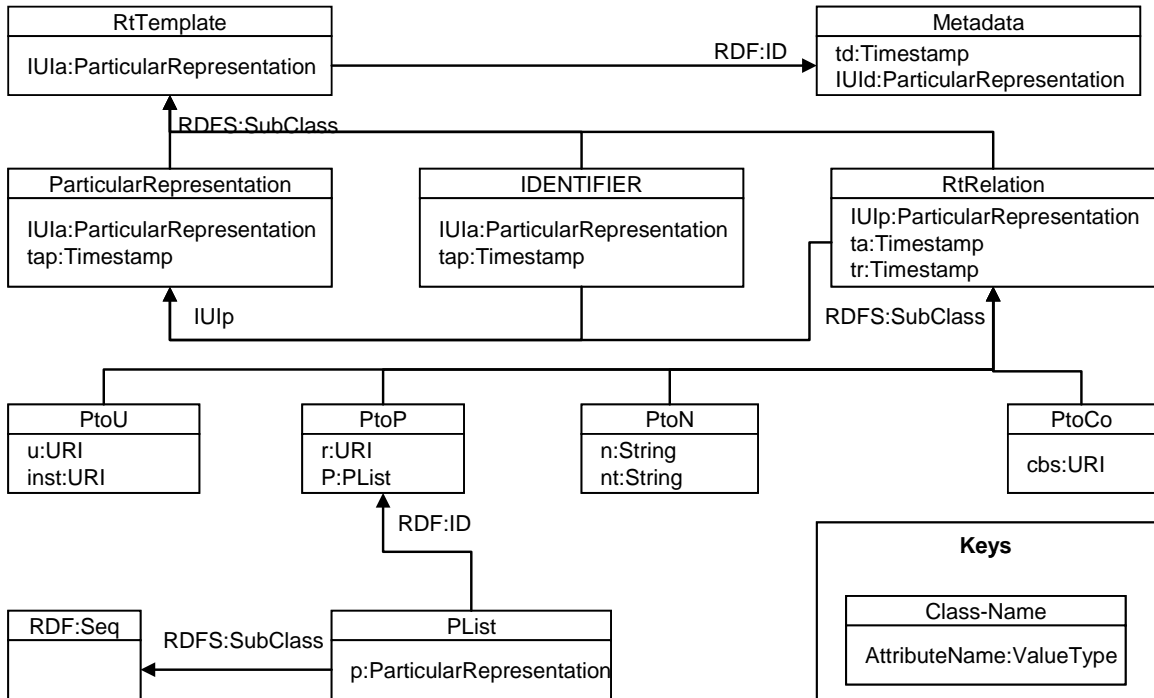 RtTemplate
IUIa:ParticularRepresentation
RDF:ID
Metadata
td:Timestamp
IUId:ParticularRepresentation
RDFS:SubClass
ParticularRepresentation
IUIa:ParticularRepresentation
tap:Timestamp
IDENTIFIER
IUIa:ParticularRepresentation
tap:Timestamp
RtRelation
IUIp:ParticularRepresentation
ta:Timestamp
tr:Timestamp
IUIp
RDFS:SubClass
PtoU
u:URI
inst:URI
PtoP
r:URI
P:PList
PtoN
n:String
nt:String
PtoCo
cbs:URI
RDF:ID
RDF:Seq
RDFS:SubClass
PList
p:ParticularRepresentation
Keys
Class-Name
AttributeName:ValueType